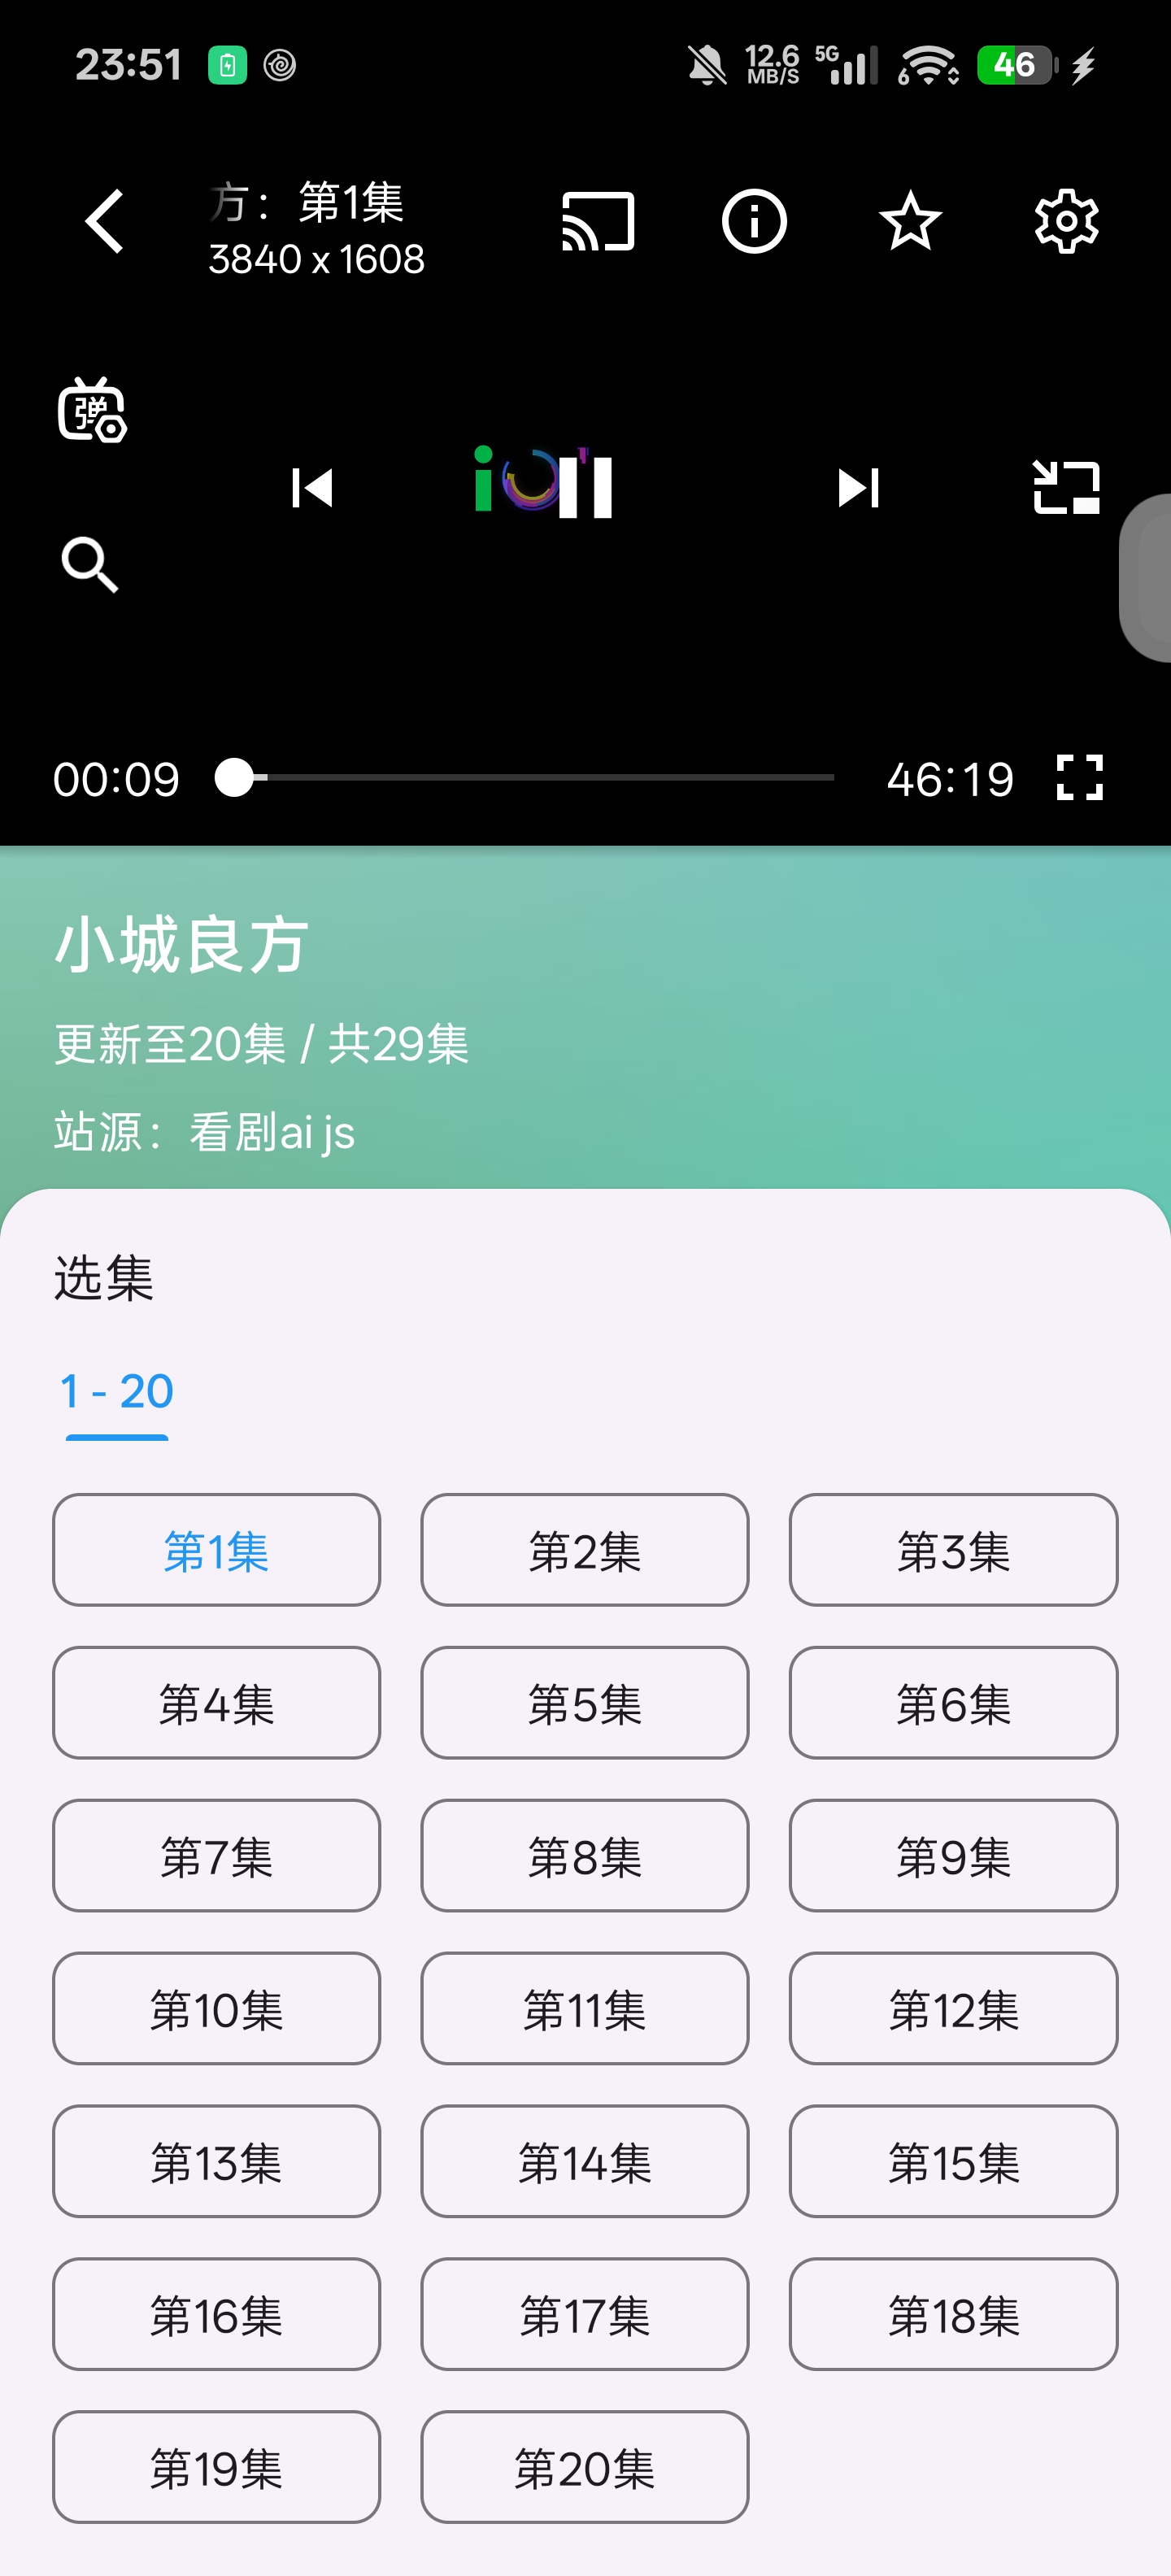 23:51
12.6 MB/S
5G
6
46
方：第1集
3840 x 1608
弹
00:09
46:19
小城良方
更新至20集 / 共29集
站源：看剧ai js
选集
1 - 20
第1集
第2集
第3集
第4集
第5集
第6集
第7集
第8集
第9集
第10集
第11集
第12集
第13集
第14集
第15集
第16集
第17集
第18集
第19集
第20集